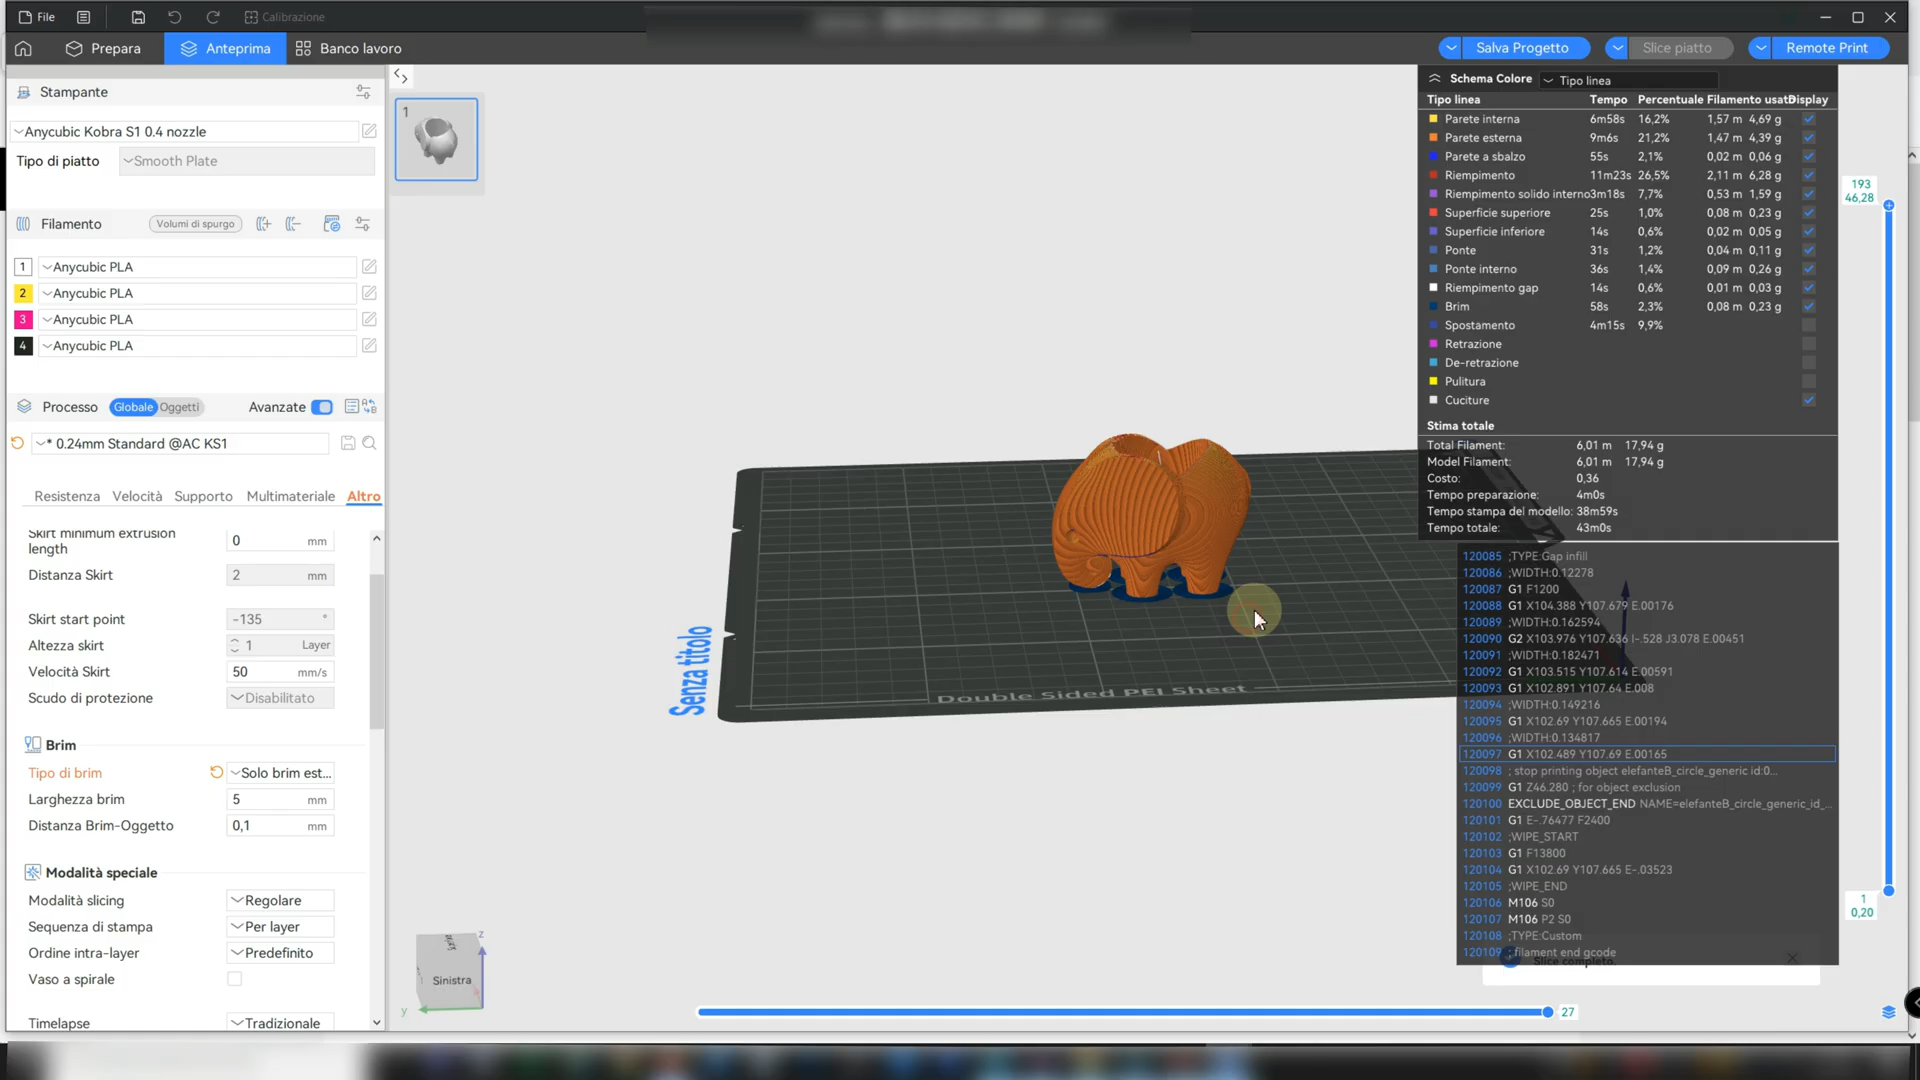 File
Calibrazione
Prepara
Anteprima
Banco lavoro
Salva Progetto
Slice piatto
Remote Print
Stampante
Anycubic Kobra S1 0.4 nozzle
Tipo di piatto
Smooth Plate
Filamento
Volumi di spurgo
1 Anycubic PLA
2 Anycubic PLA
3 Anycubic PLA
4 Anycubic PLA
Processo Globale Oggetti Avanzate
* 0.24mm Standard @AC KS1
Resistenza Velocità Supporto Multimateriale Altro
Skirt minimum extrusion
length
0 mm
Distanza Skirt 2 mm
Skirt start point -135 °
Altezza skirt 1 Layer
Velocità Skirt 50 mm/s
Scudo di protezione Disabilitato
Brim
Tipo di brim Solo brim est...
Larghezza brim 5 mm
Distanza Brim-Oggetto 0,1 mm
Modalità speciale
Modalità slicing Regolare
Sequenza di stampa Per layer
Ordine intra-layer Predefinito
Vaso a spirale
Timelapse Tradizionale
1
Senza titolo
Double Sided PEI Sheet
Sinistra
z
y
27
Schema Colore Tipo linea
Tipo linea Tempo Percentuale Filamento usato Display
Parete interna 6m58s 16,2% 1,57 m 4,69 g
Parete esterna 9m6s 21,2% 1,47 m 4,39 g
Parete a sbalzo 55s 2,1% 0,02 m 0,06 g
Riempimento 11m23s 26,5% 2,11 m 6,28 g
Riempimento solido interno 3m18s 7,7% 0,53 m 1,59 g
Superficie superiore 25s 1,0% 0,08 m 0,23 g
Superficie inferiore 14s 0,6% 0,02 m 0,05 g
Ponte 31s 1,2% 0,04 m 0,11 g
Ponte interno 36s 1,4% 0,09 m 0,26 g
Riempimento gap 14s 0,6% 0,01 m 0,03 g
Brim 58s 2,3% 0,08 m 0,23 g
Spostamento 4m15s 9,9%
Retrazione
De-retrazione
Pulitura
Cuciture
Stima totale
Total Filament: 6,01 m 17,94 g
Model Filament: 6,01 m 17,94 g
Costo: 0,36
Tempo preparazione: 4m0s
Tempo stampa del modello: 38m59s
Tempo totale: 43m0s
120085 ;TYPE:Gap infill
120086 ;WIDTH:0.12278
120087 G1 F1200
120088 G1 X104.388 Y107.679 E.00176
120089 ;WIDTH:0.162594
120090 G2 X103.976 Y107.636 I-.528 J3.078 E.00451
120091 ;WIDTH:0.182471
120092 G1 X103.515 Y107.614 E.00591
120093 G1 X102.891 Y107.64 E.008
120094 ;WIDTH:0.149216
120095 G1 X102.69 Y107.665 E.00194
120096 ;WIDTH:0.134817
120097 G1 X102.489 Y107.69 E.00165
120098 ; stop printing object elefanteB_circle_generic id:0...
120099 G1 Z46.280 ; for object exclusion
120100 EXCLUDE_OBJECT_END NAME=elefanteB_circle_generic_id_...
120101 G1 E-.76477 F2400
120102 ;WIPE_START
120103 G1 F13800
120104 G1 X102.69 Y107.665 E-.03523
120105 ;WIPE_END
120106 M106 S0
120107 M106 P2 S0
120108 ;TYPE:Custom
120109 ; filament end gcode
Slice completo.
193
46,28
1
0,20